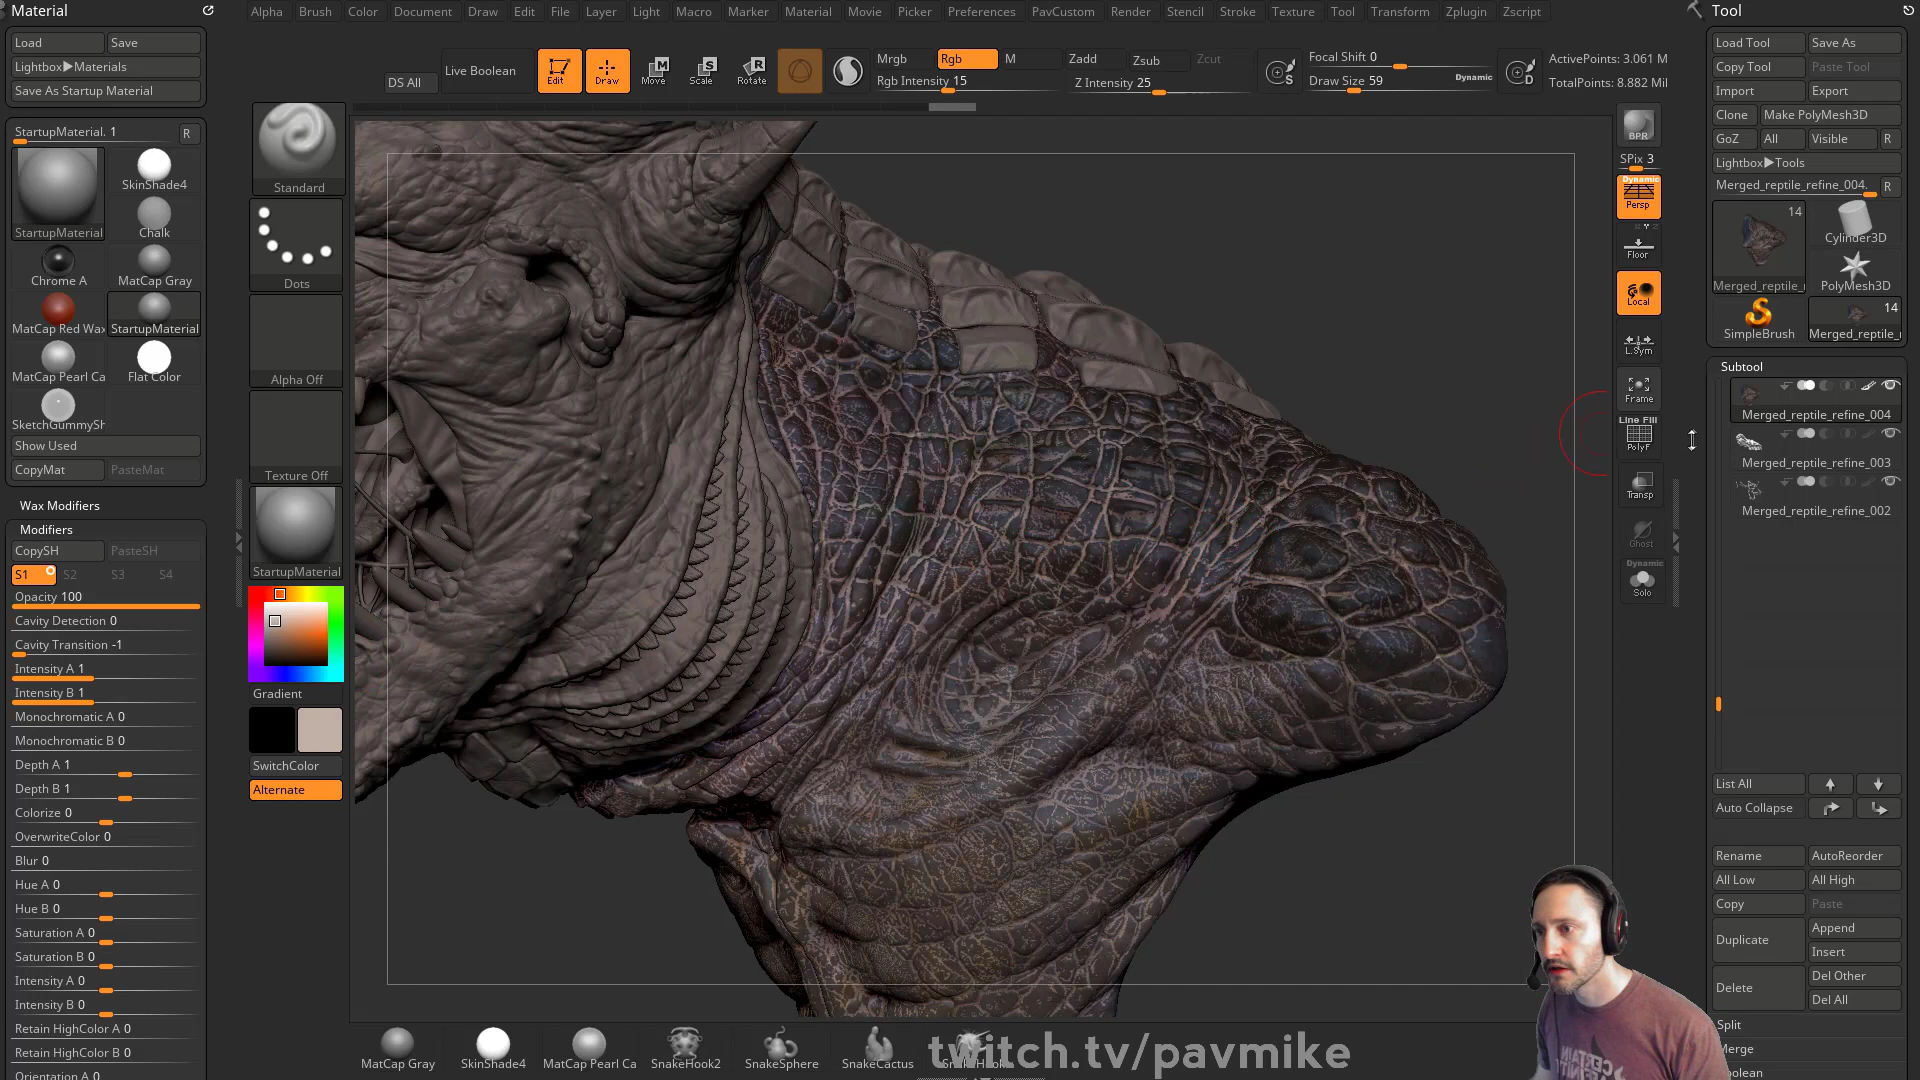 Material
Alpha Brush Color Document Draw Edit File Layer Light Macro Marker Material Movie Picker Preferences PavCustom Render Stencil Stroke Texture Tool Transform Zplugin Zscript
Tool
Load Save
Lightbox▶Materials
Save As Startup Material
StartupMaterial. 1 R
StartupMaterial
SkinShade4
Chalk
Chrome A
MatCap Gray
MatCap Red Wax
StartupMaterial
MatCap Pearl Ca
Flat Color
SketchGummySh
Show Used
CopyMat PasteMat
Wax Modifiers
Modifiers
CopySH PasteSH
S1 S2 S3 S4
Opacity 100
Cavity Detection 0
Cavity Transition -1
Intensity A 1
Intensity B 1
Monochromatic A 0
Monochromatic B 0
Depth A 1
Depth B 1
Colorize 0
OverwriteColor 0
Blur 0
Hue A 0
Hue B 0
Saturation A 0
Saturation B 0
Intensity A 0
Intensity B 0
Retain HighColor A 0
Retain HighColor B 0
Orientation A 0
DS All
Live Boolean
Edit
Draw
Move
Scale
Rotate
Mrgb Rgb M
Rgb Intensity 15
Zadd Zsub Zcut
Z Intensity 25
Focal Shift 0
Draw Size 59
Dynamic
ActivePoints: 3.061 M
TotalPoints: 8.882 Mil
Standard
Dots
Alpha Off
Texture Off
StartupMaterial
Gradient
SwitchColor
Alternate
BPR
SPix 3
Dynamic
Persp
Floor
Local
L.Sym
Frame
Line Fill
PolyF
Transp
Ghost
Dynamic
Solo
Load Tool Save As
Copy Tool Paste Tool
Import Export
Clone Make PolyMesh3D
GoZ All Visible R
Lightbox▶Tools
Merged_reptile_refine_004. R
14
Merged_reptile_r
Cylinder3D
PolyMesh3D
SimpleBrush
14
Merged_reptile_r
Subtool
Merged_reptile_refine_004
Merged_reptile_refine_003
Merged_reptile_refine_002
List All
Auto Collapse
Rename AutoReorder
All Low All High
Copy Paste
Duplicate Append
Insert
Delete Del Other
Del All
Split
Merge
Boolean
MatCap Gray SkinShade4 MatCap Pearl Ca SnakeHook2 SnakeSphere SnakeCactus
twitch.tv/pavmike